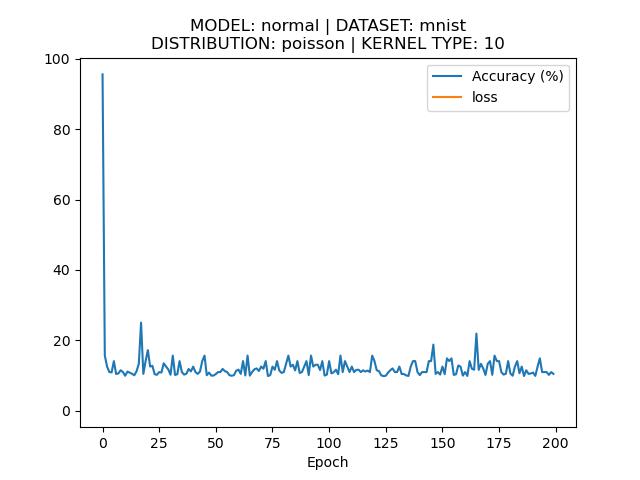 MODEL: normal | DATASET: mnist
DISTRIBUTION: poisson | KERNEL TYPE: 10
Accuracy (%)
loss
100
80
60
40
20
0
0 25 50 75 100 125 150 175 200
Epoch